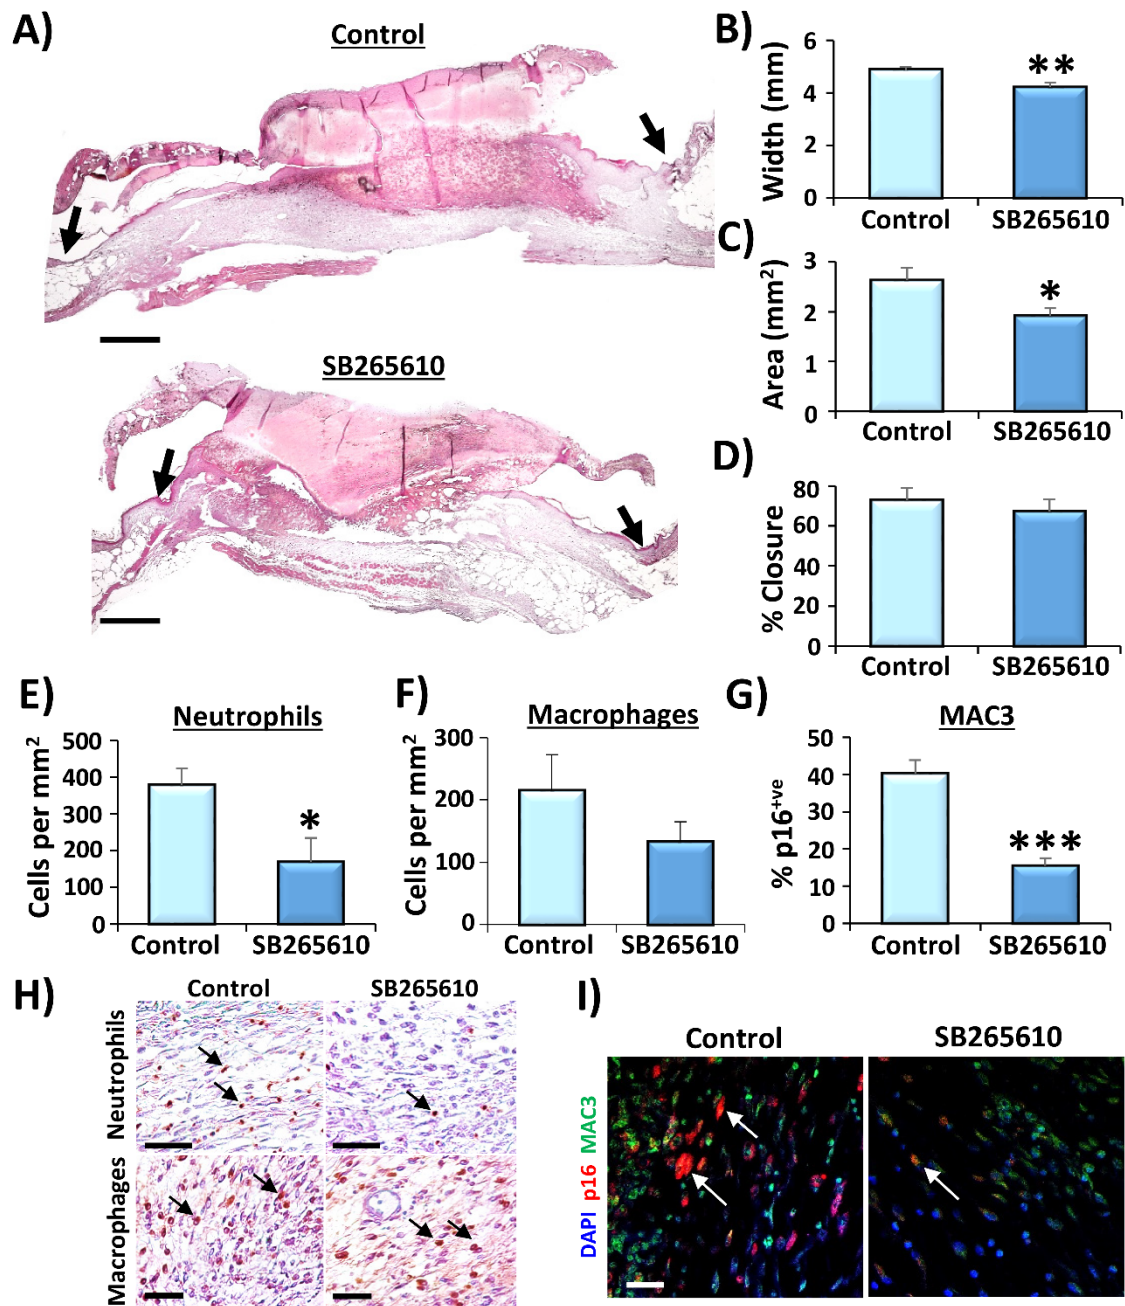 A)
Control
SB265610
B)
Width (mm)
6
4
2
0
**
Control
SB265610
C)
Area (mm²)
3
2
1
0
*
Control
SB265610
D)
% Closure
80
60
40
20
0
Control
SB265610
E)
Neutrophils
Cells per mm²
500
400
300
200
100
0
*
Control
SB265610
F)
Macrophages
Cells per mm²
300
200
100
0
Control
SB265610
G)
MAC3
% p16⁺ᵛᵉ
50
40
30
20
10
0
***
Control
SB265610
H)
Control
SB265610
Neutrophils
Macrophages
I)
Control
SB265610
DAPI p16 MAC3